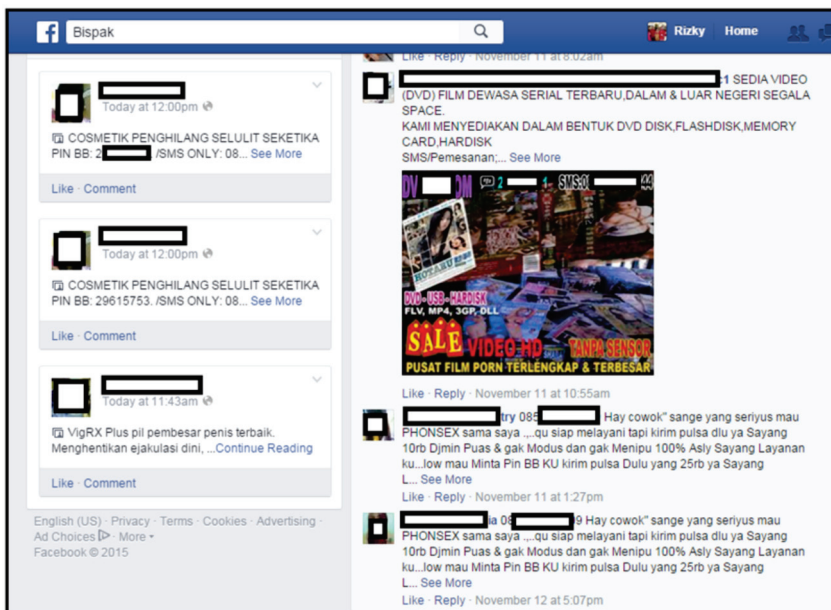 f
Bispak
Rizky
Home
Today at 12:00pm
COSMETIK PENGHILANG SELULIT SEKETIKA
PIN BB: 2 /SMS ONLY: 08... See More
Like · Comment
Today at 12:00pm
COSMETIK PENGHILANG SELULIT SEKETIKA
PIN BB: 29615753. /SMS ONLY: 08... See More
Like · Comment
Today at 11:43am
VigRX Plus pil pembesar penis terbaik.
Menghentikan ejakulasi dini, ...Continue Reading
Like · Comment
English (US) · Privacy · Terms · Cookies · Advertising ·
Ad Choices · More
Facebook © 2015
Like · Reply · November 11 at 8:02am
:1 SEDIA VIDEO
(DVD) FILM DEWASA SERIAL TERBARU,DALAM & LUAR NEGERI SEGALA
SPACE.
KAMI MENYEDIAKAN DALAM BENTUK DVD DISK,FLASHDISK,MEMORY
CARD,HARDISK
SMS/Pemesanan;... See More
DV OM 2 1· SMS:0 44
HOTARU
DVD - USB - HARDISK
FLV, MP4, 3GP, DLL
SALE VIDEO HD TANPA SENSOR
PUSAT FILM PORN TERLENGKAP & TERBESAR
Like · Reply · November 11 at 10:55am
try 085 Hay cowok" sange yang seriyus mau
PHONSEX sama saya .,..qu siap melayani tapi kirim pulsa dlu ya Sayang
10rb Djmin Puas & gak Modus dan gak Menipu 100% Asly Sayang Layanan
ku...low mau Minta Pin BB KU kirim pulsa Dulu yang 25rb ya Sayang
L... See More
Like · Reply · November 11 at 1:27pm
ia 08 9 Hay cowok" sange yang seriyus mau
PHONSEX sama saya .,..qu siap melayani tapi kirim pulsa dlu ya Sayang
10rb Djmin Puas & gak Modus dan gak Menipu 100% Asly Sayang Layanan
ku...low mau Minta Pin BB KU kirim pulsa Dulu yang 25rb ya Sayang
L... See More
Like · Reply · November 12 at 5:07pm